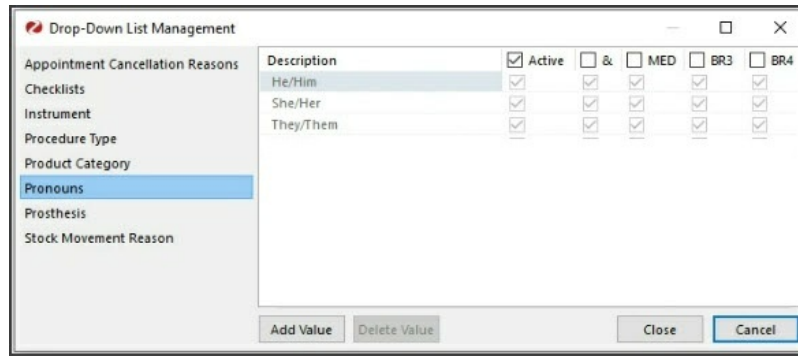 Drop-Down List Management
Appointment Cancellation Reasons
Checklists
Instrument
Procedure Type
Product Category
Pronouns
Prosthesis
Stock Movement Reason
Description Active & MED BR3 BR4
He/Him
She/Her
They/Them
Add Value Delete Value Close Cancel